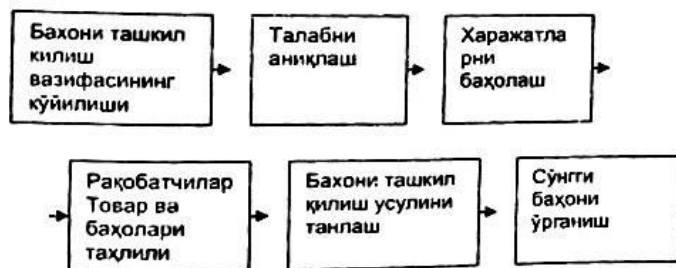 Бахони ташкил
килиш
вазифасининг
кўйилиши
Талабни
аниқлаш
Харажатла
рни
баҳолаш
Рақобатчилар
Товар ва
баҳолари
таҳлили
Бахони ташкил
қилиш усулини
танлаш
Сўнгги
баҳони
ўрганиш